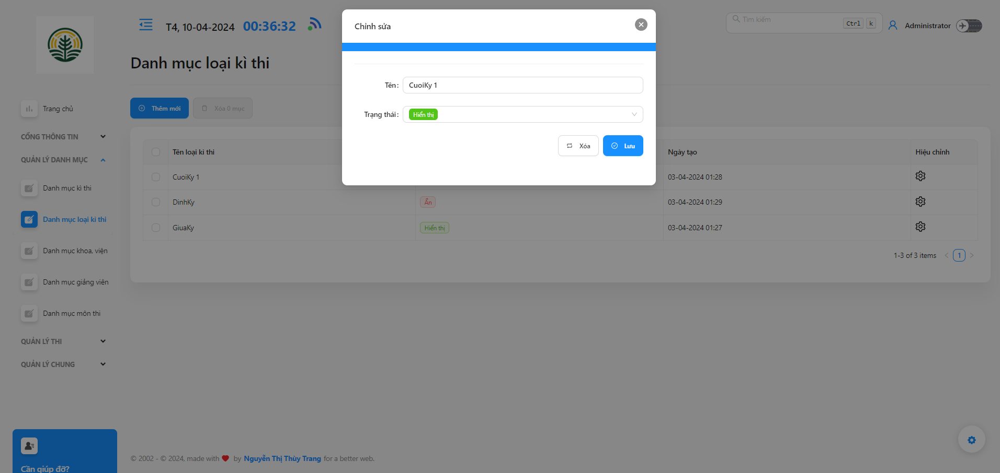 T4, 10-04-2024 00:36:32
Tìm kiếm Ctrl k
Administrator
Danh mục loại kì thi
Trang chủ
CỔNG THÔNG TIN
QUẢN LÝ DANH MỤC
Danh mục kì thi
Danh mục loại kì thi
Danh mục khoa, viện
Danh mục giảng viên
Danh mục môn thi
QUẢN LÝ THI
QUẢN LÝ CHUNG
Cần giúp đỡ?
Thêm mới
Xóa 0 mục
Chỉnh sửa
Tên: CuoiKy 1
Trạng thái: Hiển thị
Xóa Lưu
Tên loại kì thi Ngày tạo Hiệu chỉnh
CuoiKy 1 03-04-2024 01:28
DinhKy Ẩn 03-04-2024 01:29
GiuaKy Hiển thị 03-04-2024 01:27
1-3 of 3 items < 1 >
© 2002 - © 2024, made with ❤ by Nguyễn Thị Thùy Trang for a better web.